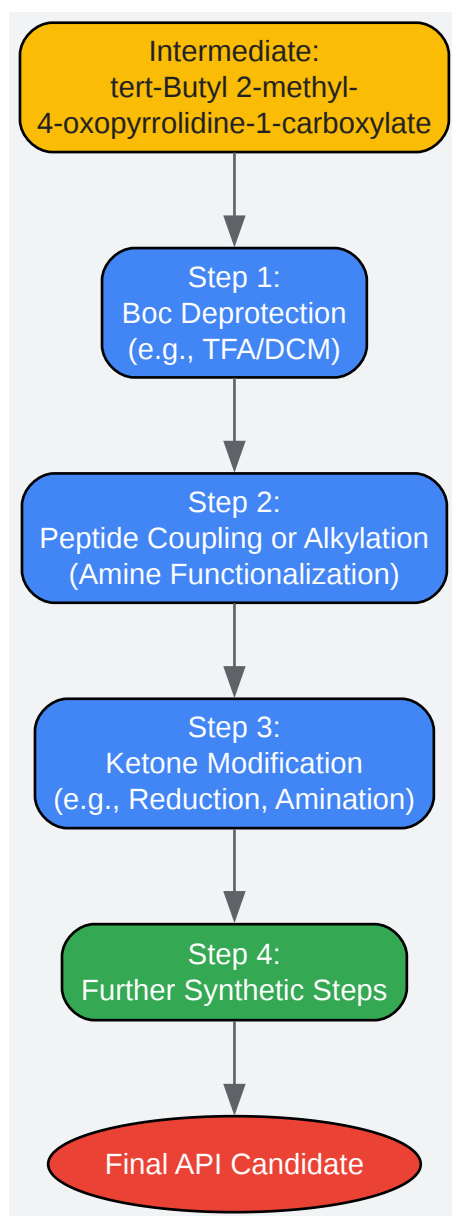 Intermediate:
tert-Butyl 2-methyl-
4-oxopyrrolidine-1-carboxylate
Step 1:
Boc Deprotection
(e.g., TFA/DCM)
Step 2:
Peptide Coupling or Alkylation
(Amine Functionalization)
Step 3:
Ketone Modification
(e.g., Reduction, Amination)
Step 4:
Further Synthetic Steps
Final API Candidate